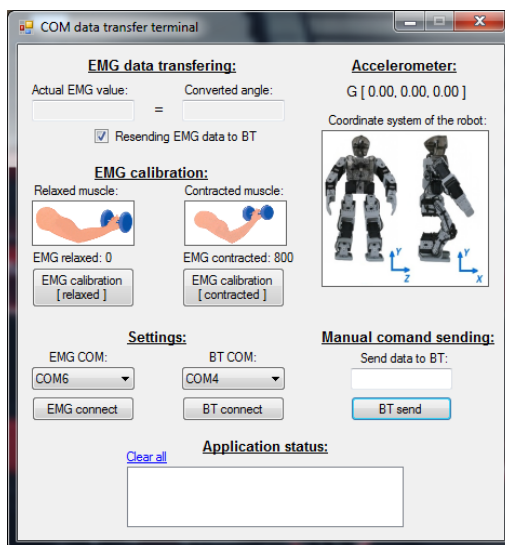 COM data transfer terminal
EMG data transfering:
Actual EMG value:
Converted angle:
=
Resending EMG data to BT
Accelerometer:
G [ 0.00, 0.00, 0.00 ]
Coordinate system of the robot:
Y
Z
Y
X
EMG calibration:
Relaxed muscle:
Contracted muscle:
EMG relaxed: 0
EMG contracted: 800
EMG calibration
[ relaxed ]
EMG calibration
[ contracted ]
Settings:
EMG COM:
BT COM:
COM6
COM4
EMG connect
BT connect
Manual comand sending:
Send data to BT:
BT send
Application status:
Clear all